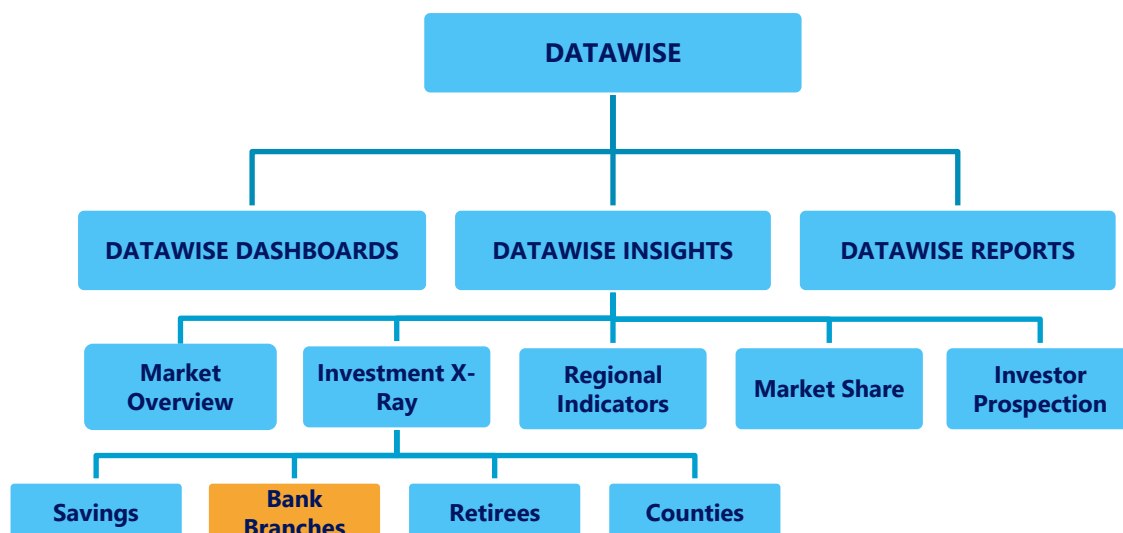 DATAWISE
DATAWISE DASHBOARDS
DATAWISE INSIGHTS
DATAWISE REPORTS
Market
Overview
Investment X-
Ray
Regional
Indicators
Market Share
Investor
Prospection
Savings
Bank
Branches
Retirees
Counties